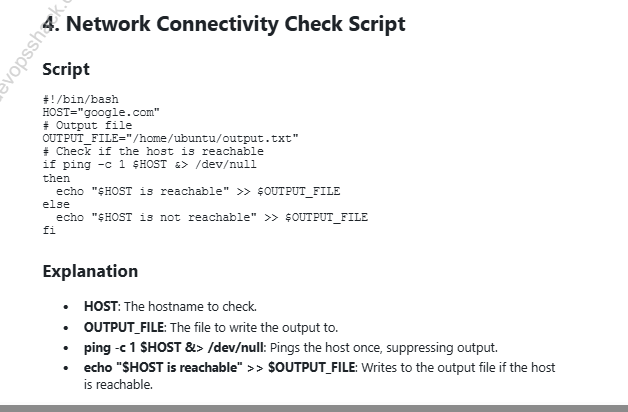 4. Network Connectivity Check Script
Script
#!/bin/bash
HOST="google.com"
# Output file
OUTPUT_FILE="/home/ubuntu/output.txt"
# Check if the host is reachable
if ping -c 1 $HOST &> /dev/null
then
  echo "$HOST is reachable" >> $OUTPUT_FILE
else
  echo "$HOST is not reachable" >> $OUTPUT_FILE
fi
Explanation
• HOST: The hostname to check.
• OUTPUT_FILE: The file to write the output to.
• ping -c 1 $HOST &> /dev/null: Pings the host once, suppressing output.
• echo "$HOST is reachable" >> $OUTPUT_FILE: Writes to the output file if the host
is reachable.